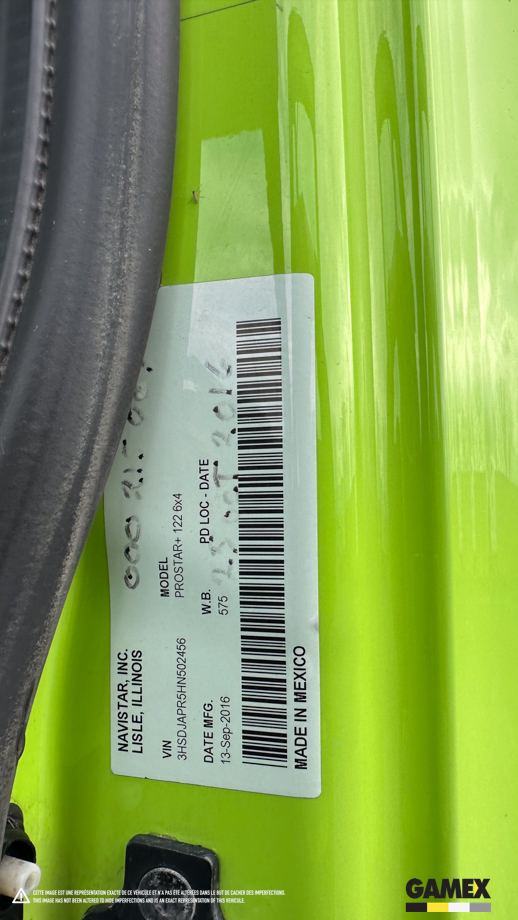 NAVISTAR, INC.
LISLE, ILLINOIS
VIN
3HSDJAPR5HN502456
MODEL
PROSTAR+ 122 6x4
DATE MFG.
13-Sep-2016
W.B.
575
PD LOC - DATE
2016
MADE IN MEXICO
CETTE IMAGE EST UNE REPRÉSENTATION EXACTE DE CE VÉHICULE ET N'A PAS ÉTÉ ALTÉRÉES DANS LE BUT DE CACHER DES IMPERFECTIONS.
THIS IMAGE HAS NOT BEEN ALTERED TO HIDE IMPERFECTIONS AND IS AN EXACT REPRESENTATION OF THIS VEHICLE.
GAMEX